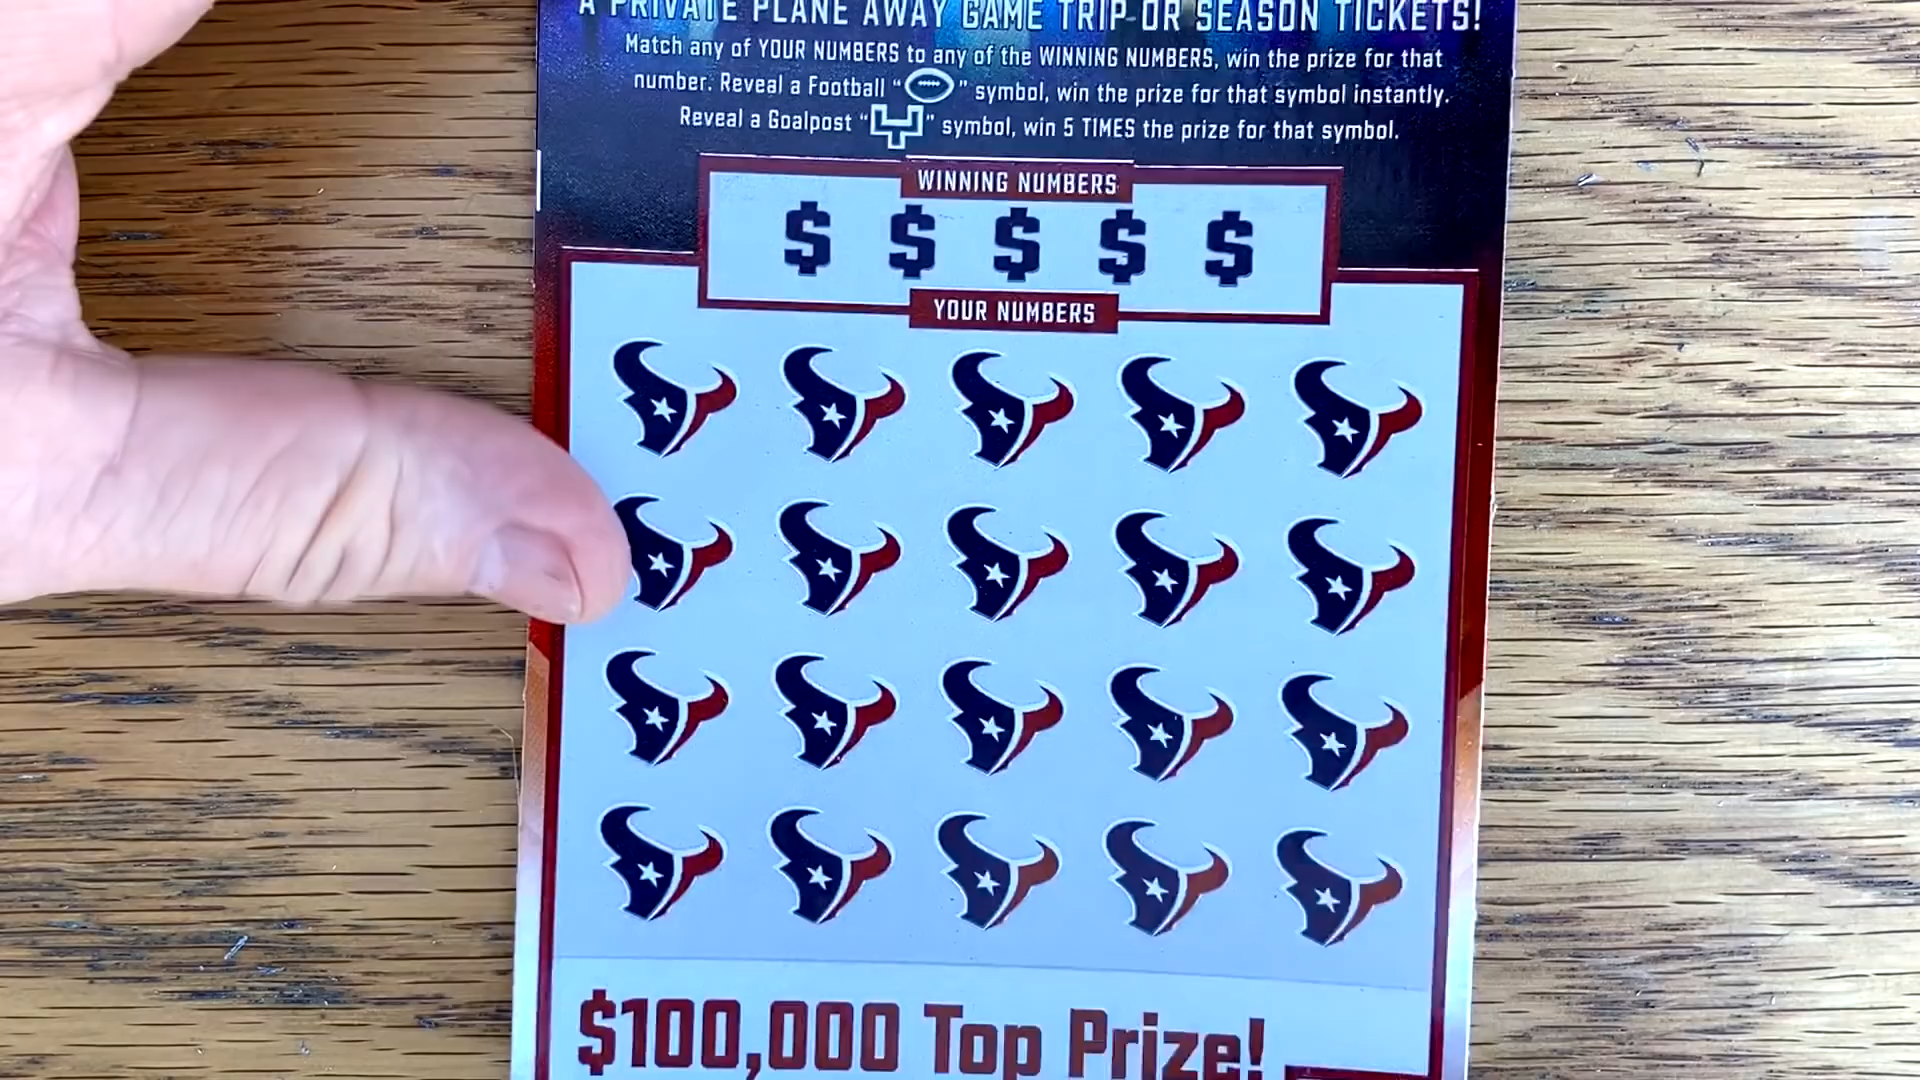 A PRIVATE PLANE AWAY GAME TRIP OR SEASON TICKETS!
Match any of YOUR NUMBERS to any of the WINNING NUMBERS, win the prize for that
number. Reveal a Football “ ” symbol, win the prize for that symbol instantly.
Reveal a Goalpost “ ” symbol, win 5 TIMES the prize for that symbol.
WINNING NUMBERS
$ $ $ $ $
YOUR NUMBERS
$100,000 Top Prize!